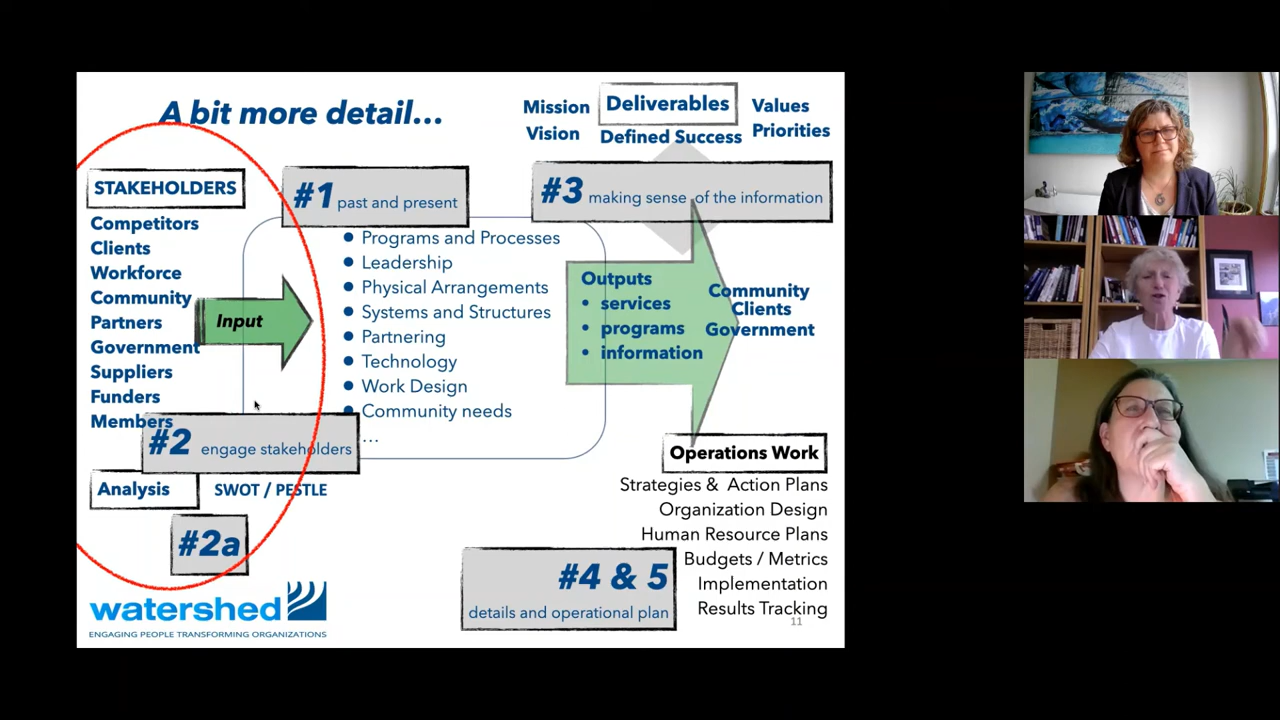 A bit more detail...
Mission
Vision
Deliverables
Defined Success
Values
Priorities
STAKEHOLDERS
Competitors
Clients
Workforce
Community
Partners
Government
Suppliers
Funders
Members
Input
#1 past and present
• Programs and Processes
• Leadership
• Physical Arrangements
• Systems and Structures
• Partnering
• Technology
• Work Design
• Community needs
...
#2 engage stakeholders
Analysis
SWOT / PESTLE
#2a
#3 making sense of the information
Outputs
• services
• programs
• information
Community
Clients
Government
Operations Work
Strategies & Action Plans
Organization Design
Human Resource Plans
Budgets / Metrics
Implementation
Results Tracking
#4 & 5
details and operational plan
11
watershed
ENGAGING PEOPLE TRANSFORMING ORGANIZATIONS